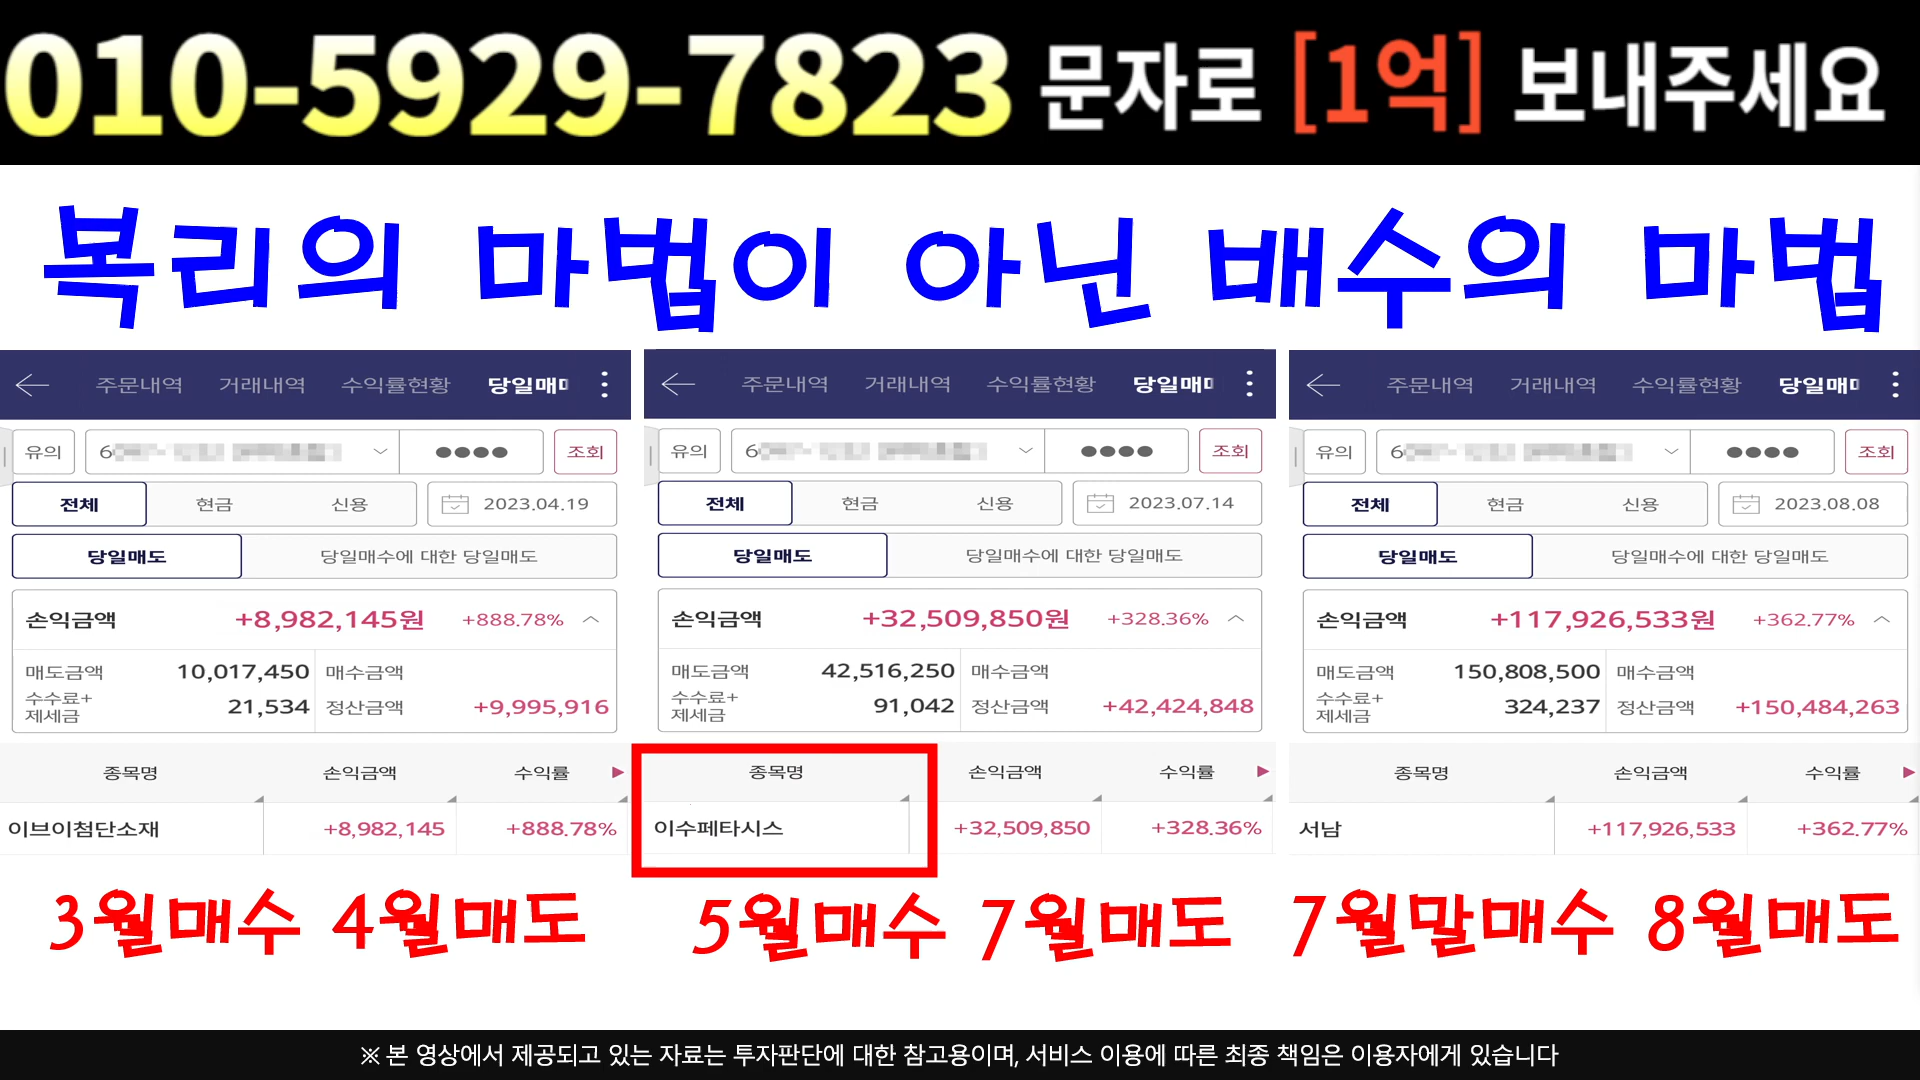 010-5929-7823 문자로 [1억] 보내주세요
복리의 마법이 아닌 배수의 마법
주문내역 거래내역 수익률현황 당일매
유의 6 ●●●● 조회
전체 현금 신용 2023.04.19
당일매도 당일매수에 대한 당일매도
손익금액 +8,982,145원 +888.78%
매도금액 10,017,450 매수금액
수수료+
제세금 21,534 정산금액 +9,995,916
종목명 손익금액 수익률
이브이첨단소재 +8,982,145 +888.78%
3월매수 4월매도
주문내역 거래내역 수익률현황 당일매
유의 6 ●●●● 조회
전체 현금 신용 2023.07.14
당일매도 당일매수에 대한 당일매도
손익금액 +32,509,850원 +328.36%
매도금액 42,516,250 매수금액
수수료+
제세금 91,042 정산금액 +42,424,848
종목명 손익금액 수익률
이수페타시스 +32,509,850 +328.36%
5월매수 7월매도
주문내역 거래내역 수익률현황 당일매
유의 6 ●●●● 조회
전체 현금 신용 2023.08.08
당일매도 당일매수에 대한 당일매도
손익금액 +117,926,533원 +362.77%
매도금액 150,808,500 매수금액
수수료+
제세금 324,237 정산금액 +150,484,263
종목명 손익금액 수익률
서남 +117,926,533 +362.77%
7월말매수 8월매도
※ 본 영상에서 제공되고 있는 자료는 투자판단에 대한 참고용이며, 서비스 이용에 따른 최종 책임은 이용자에게 있습니다